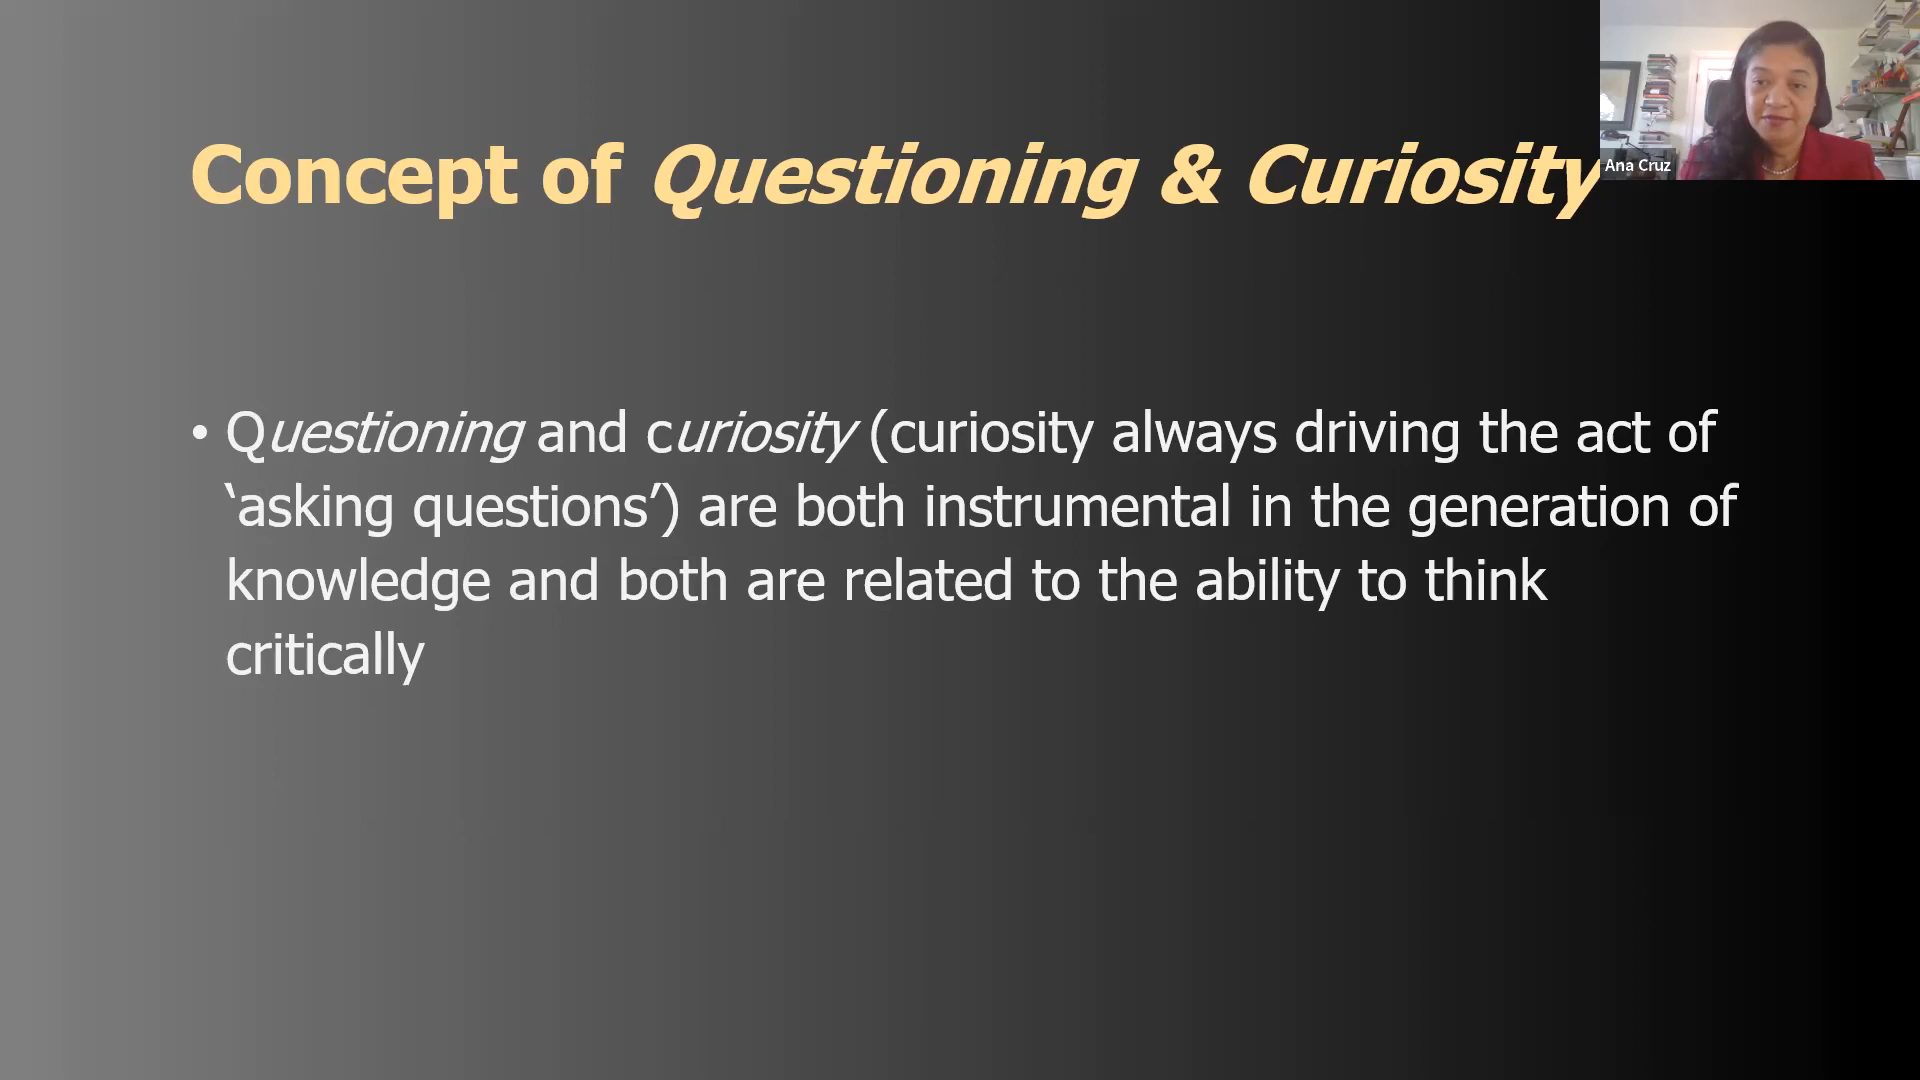 Concept of Questioning & Curiosity
Ana Cruz
• Questioning and curiosity (curiosity always driving the act of
‘asking questions’) are both instrumental in the generation of
knowledge and both are related to the ability to think
critically